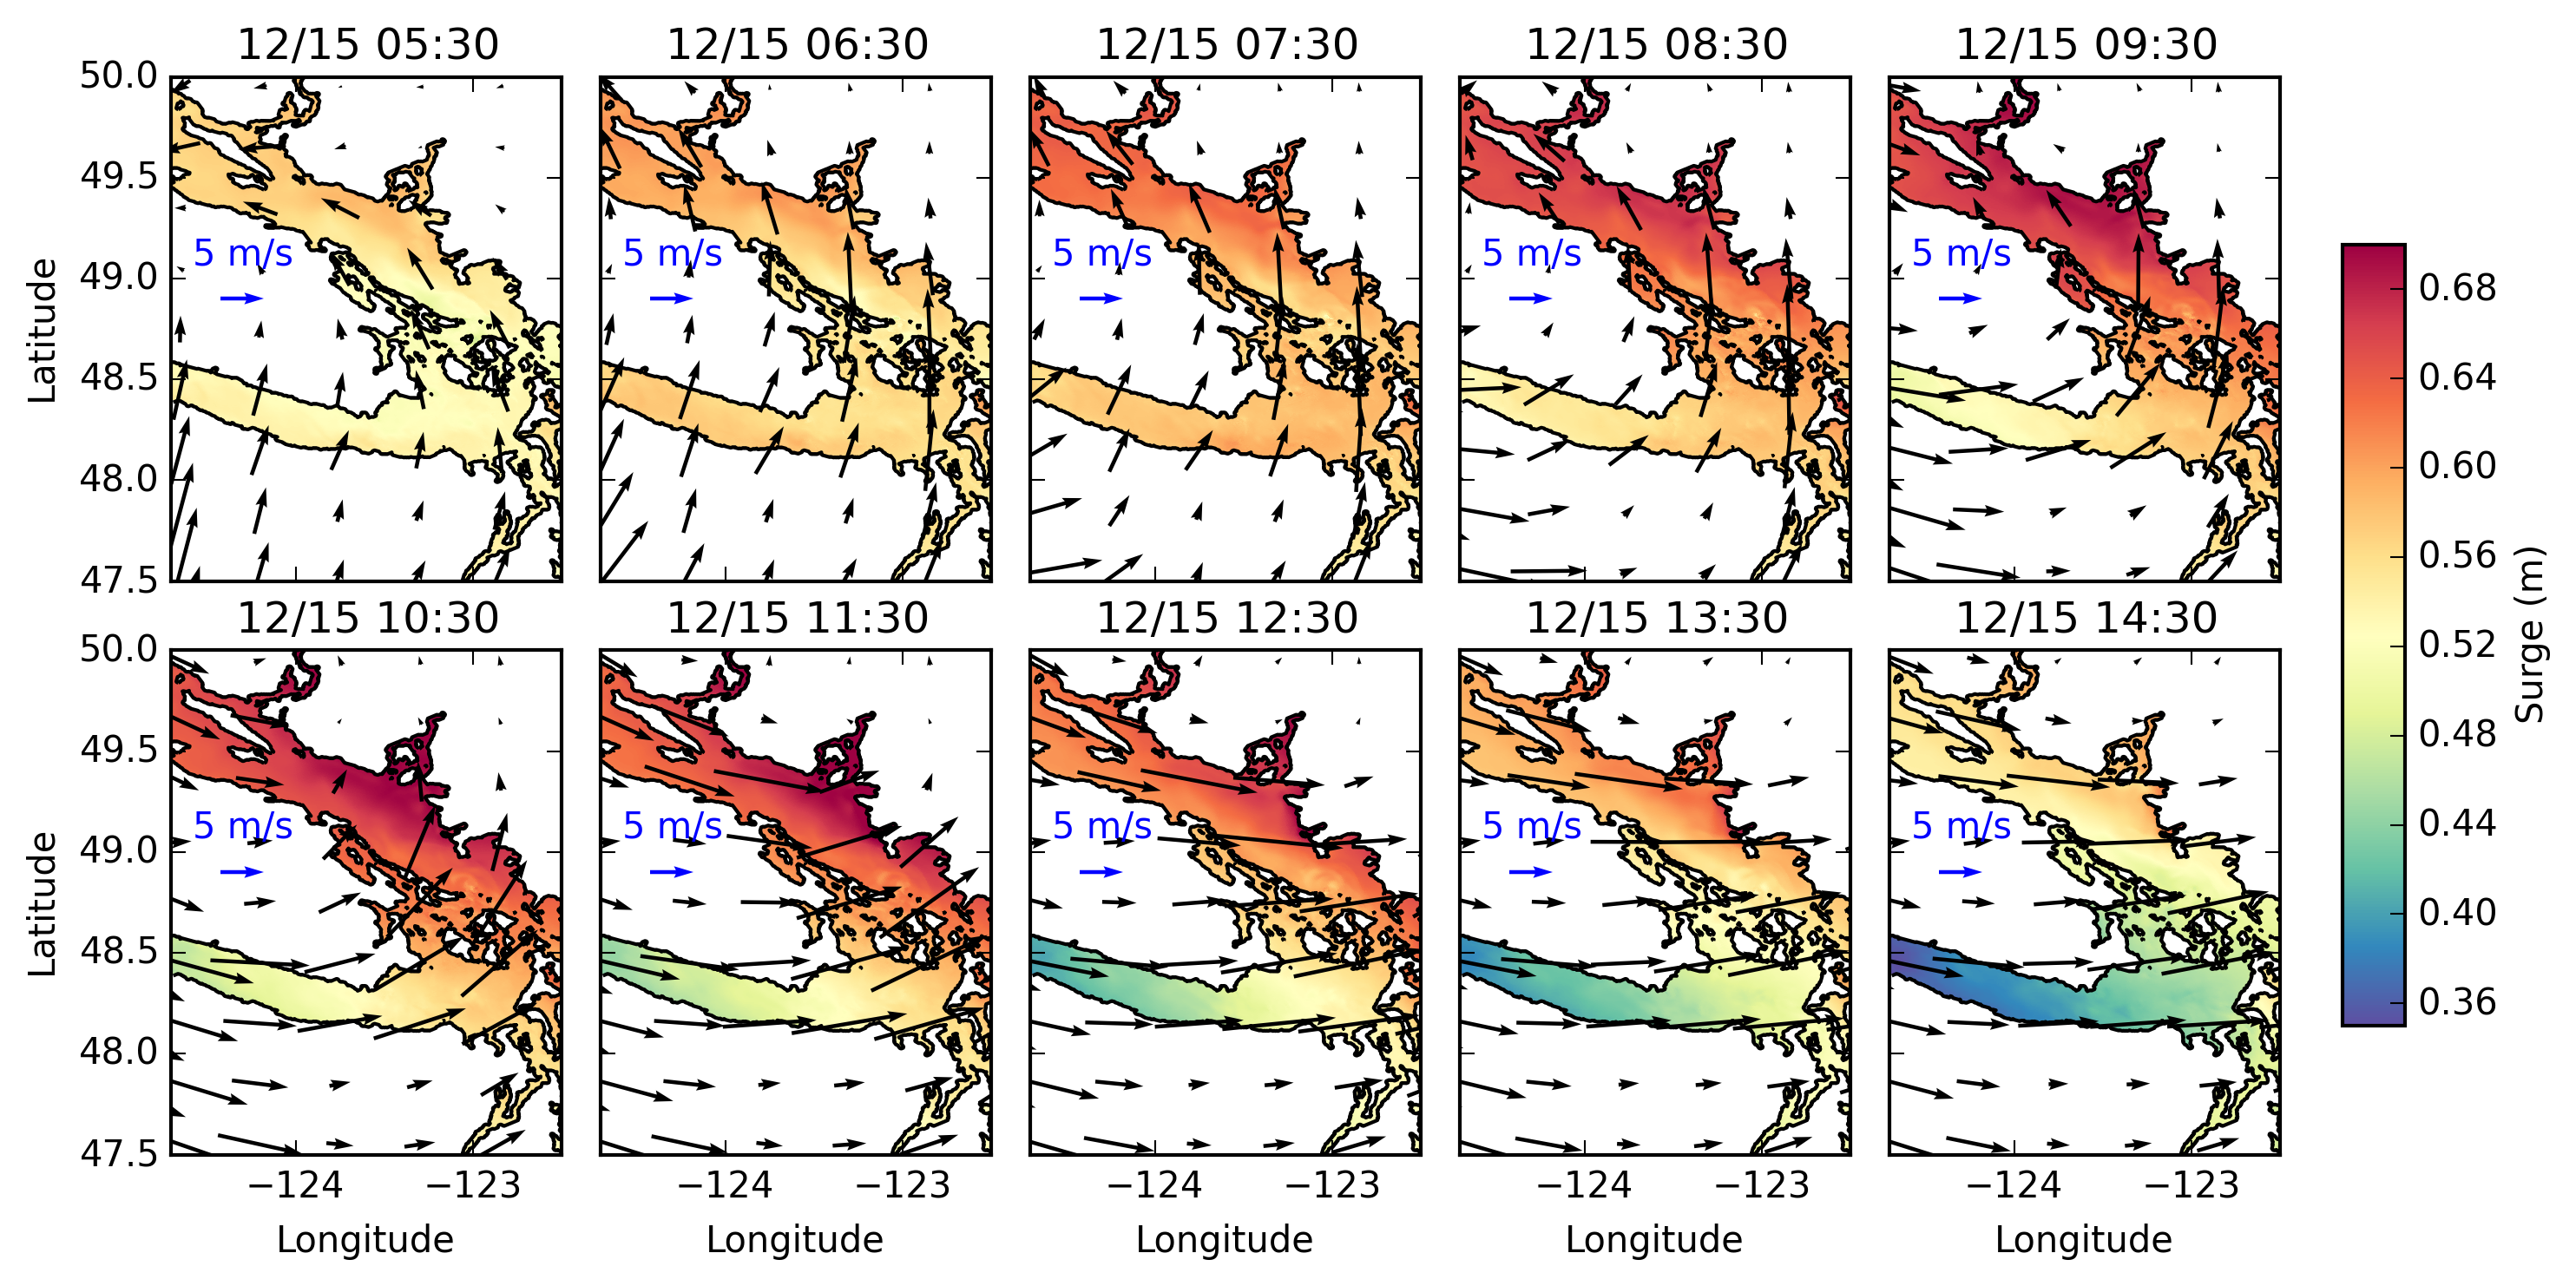 12/15 05:30 12/15 06:30 12/15 07:30 12/15 08:30 12/15 09:30
50.0
49.5
49.0
48.5
48.0
47.5
Latitude
5 m/s 5 m/s 5 m/s 5 m/s 5 m/s
12/15 10:30 12/15 11:30 12/15 12:30 12/15 13:30 12/15 14:30
50.0
49.5
49.0
48.5
48.0
47.5
Latitude
5 m/s 5 m/s 5 m/s 5 m/s 5 m/s
−124 −123 −124 −123 −124 −123 −124 −123 −124 −123
Longitude Longitude Longitude Longitude Longitude
0.68
0.64
0.60
0.56
0.52
0.48
0.44
0.40
0.36
Surge (m)